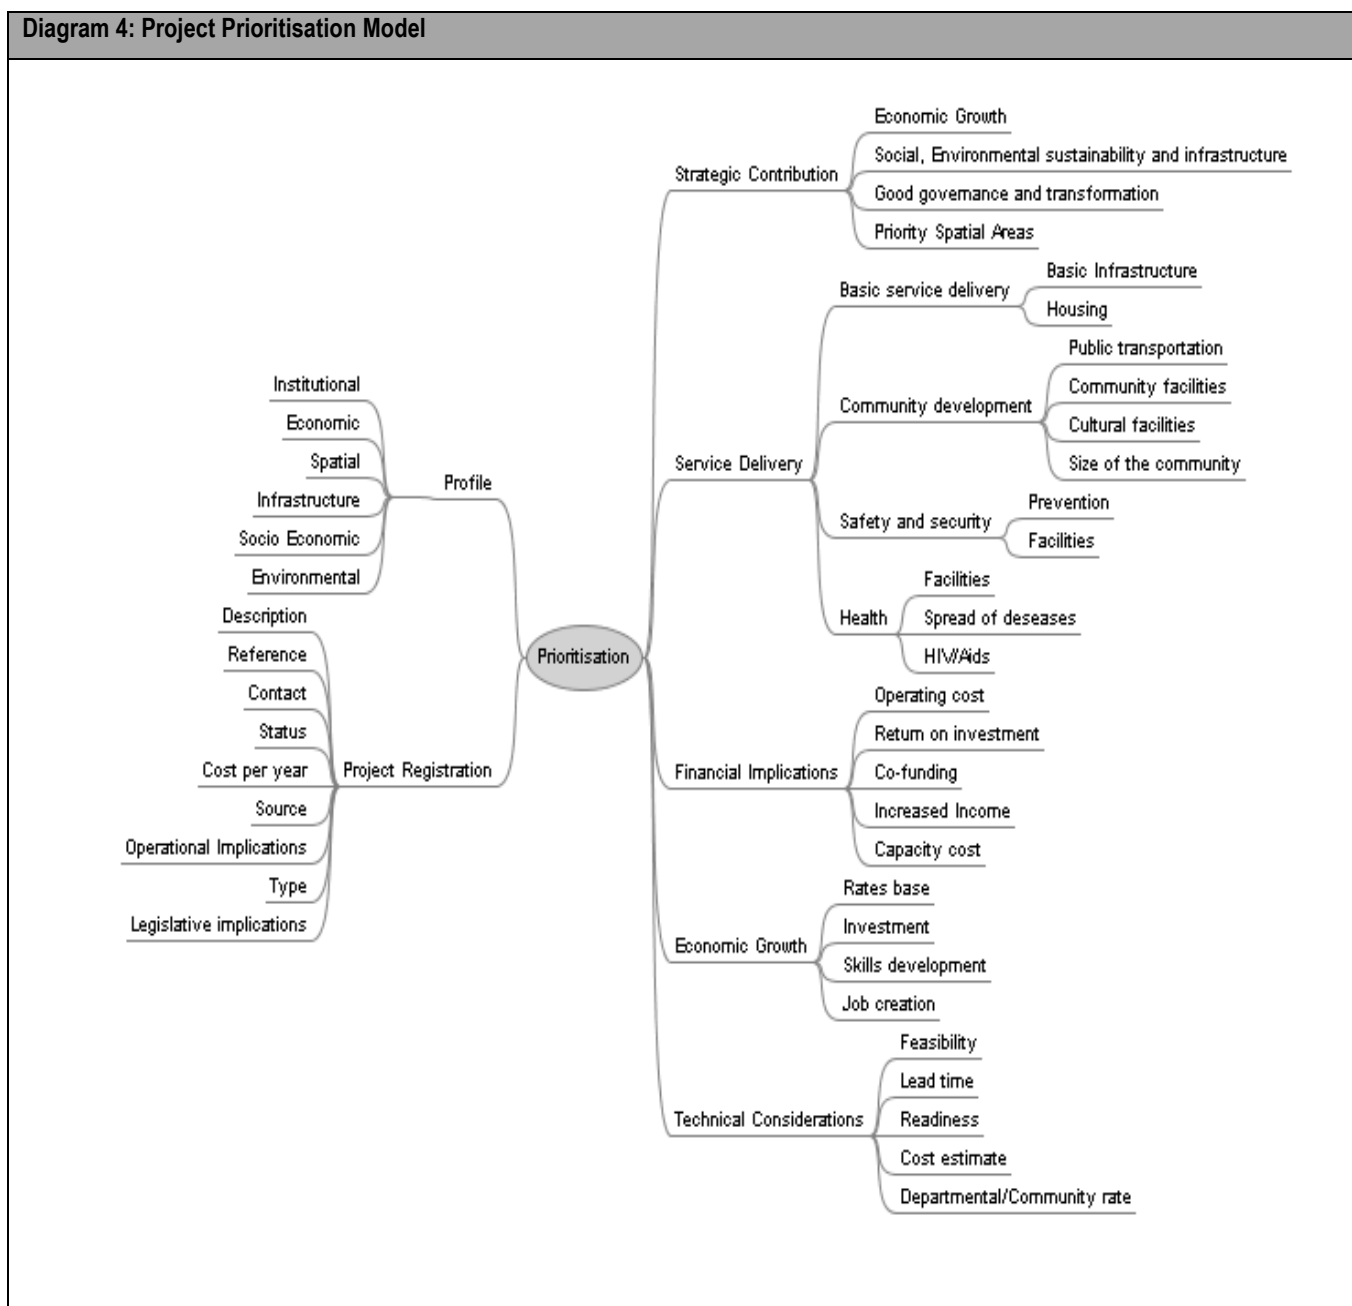 Diagram 4: Project Prioritisation Model
Economic Growth
Social, Environmental sustainability and infrastructure
Strategic Contribution
Good governance and transformation
Priority Spatial Areas
Basic Infrastructure
Basic service delivery
Housing
Public transportation
Community facilities
Community development
Cultural facilities
Size of the community
Service Delivery
Prevention
Safety and security
Facilities
Facilities
Health
Spread of deseases
HIV/Aids
Operating cost
Return on investment
Financial Implications
Co-funding
Increased Income
Capacity cost
Rates base
Investment
Economic Growth
Skills development
Job creation
Feasibility
Lead time
Technical Considerations
Readiness
Cost estimate
Departmental/Community rate
Prioritisation
Institutional
Economic
Spatial
Profile
Infrastructure
Socio Economic
Environmental
Description
Reference
Contact
Status
Cost per year
Project Registration
Source
Operational Implications
Type
Legislative implications